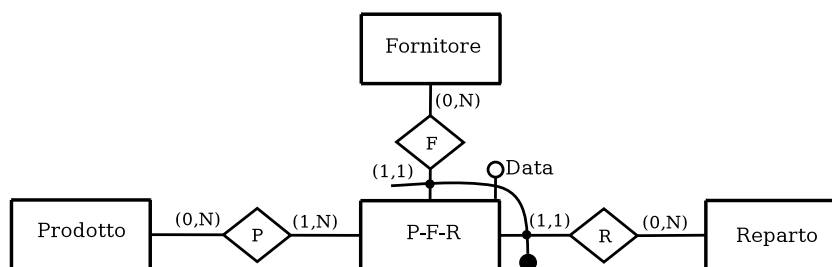 Fornitore
(0,N)
F
(1,1)
Data
Prodotto
(0,N)
P
(1,N)
P-F-R
(1,1)
R
(0,N)
Reparto